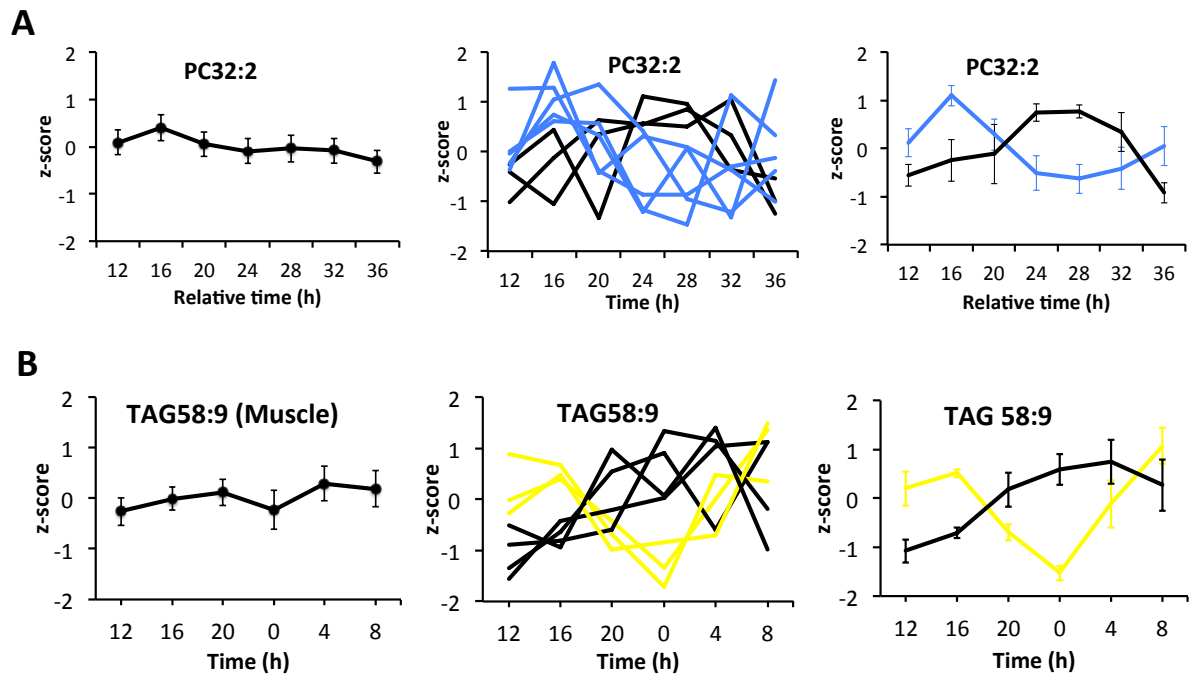 A
PC32:2
z-score
2
1
0
-1
-2
12 16 20 24 28 32 36
Relative time (h)
PC32:2
z-score
2
1
0
-1
-2
12 16 20 24 28 32 36
Time (h)
PC32:2
z-score
2
1
0
-1
-2
12 16 20 24 28 32 36
Relative time (h)
B
TAG58:9 (Muscle)
z-score
2
1
0
-1
-2
12 16 20 0 4 8
Time (h)
TAG58:9
z-score
2
1
0
-1
-2
12 16 20 0 4 8
Time (h)
TAG 58:9
z-score
2
1
0
-1
-2
12 16 20 0 4 8
Time (h)